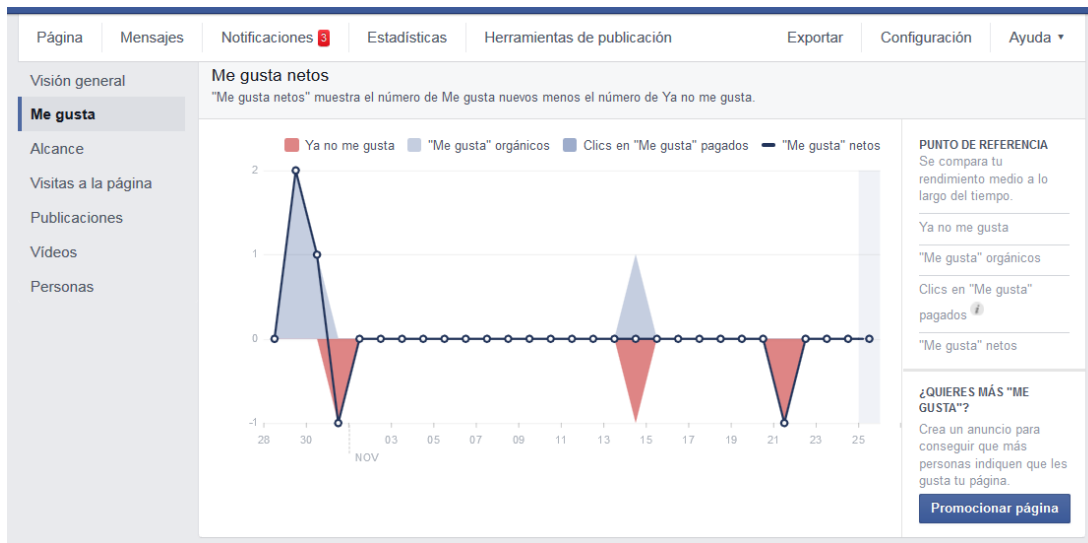 Página Mensajes Notificaciones 3 Estadísticas Herramientas de publicación Exportar Configuración Ayuda
Visión general
Me gusta
Alcance
Visitas a la página
Publicaciones
Vídeos
Personas
Me gusta netos
"Me gusta netos" muestra el número de Me gusta nuevos menos el número de Ya no me gusta.
Ya no me gusta "Me gusta" orgánicos Clics en "Me gusta" pagados "Me gusta" netos
2
1
0
-1
28 30 03 05 07 09 11 13 15 17 19 21 23 25
NOV
PUNTO DE REFERENCIA
Se compara tu
rendimiento medio a lo
largo del tiempo.
Ya no me gusta
"Me gusta" orgánicos
Clics en "Me gusta"
pagados i
"Me gusta" netos
¿QUIERES MÁS "ME
GUSTA"?
Crea un anuncio para
conseguir que más
personas indiquen que les
gusta tu página.
Promocionar página